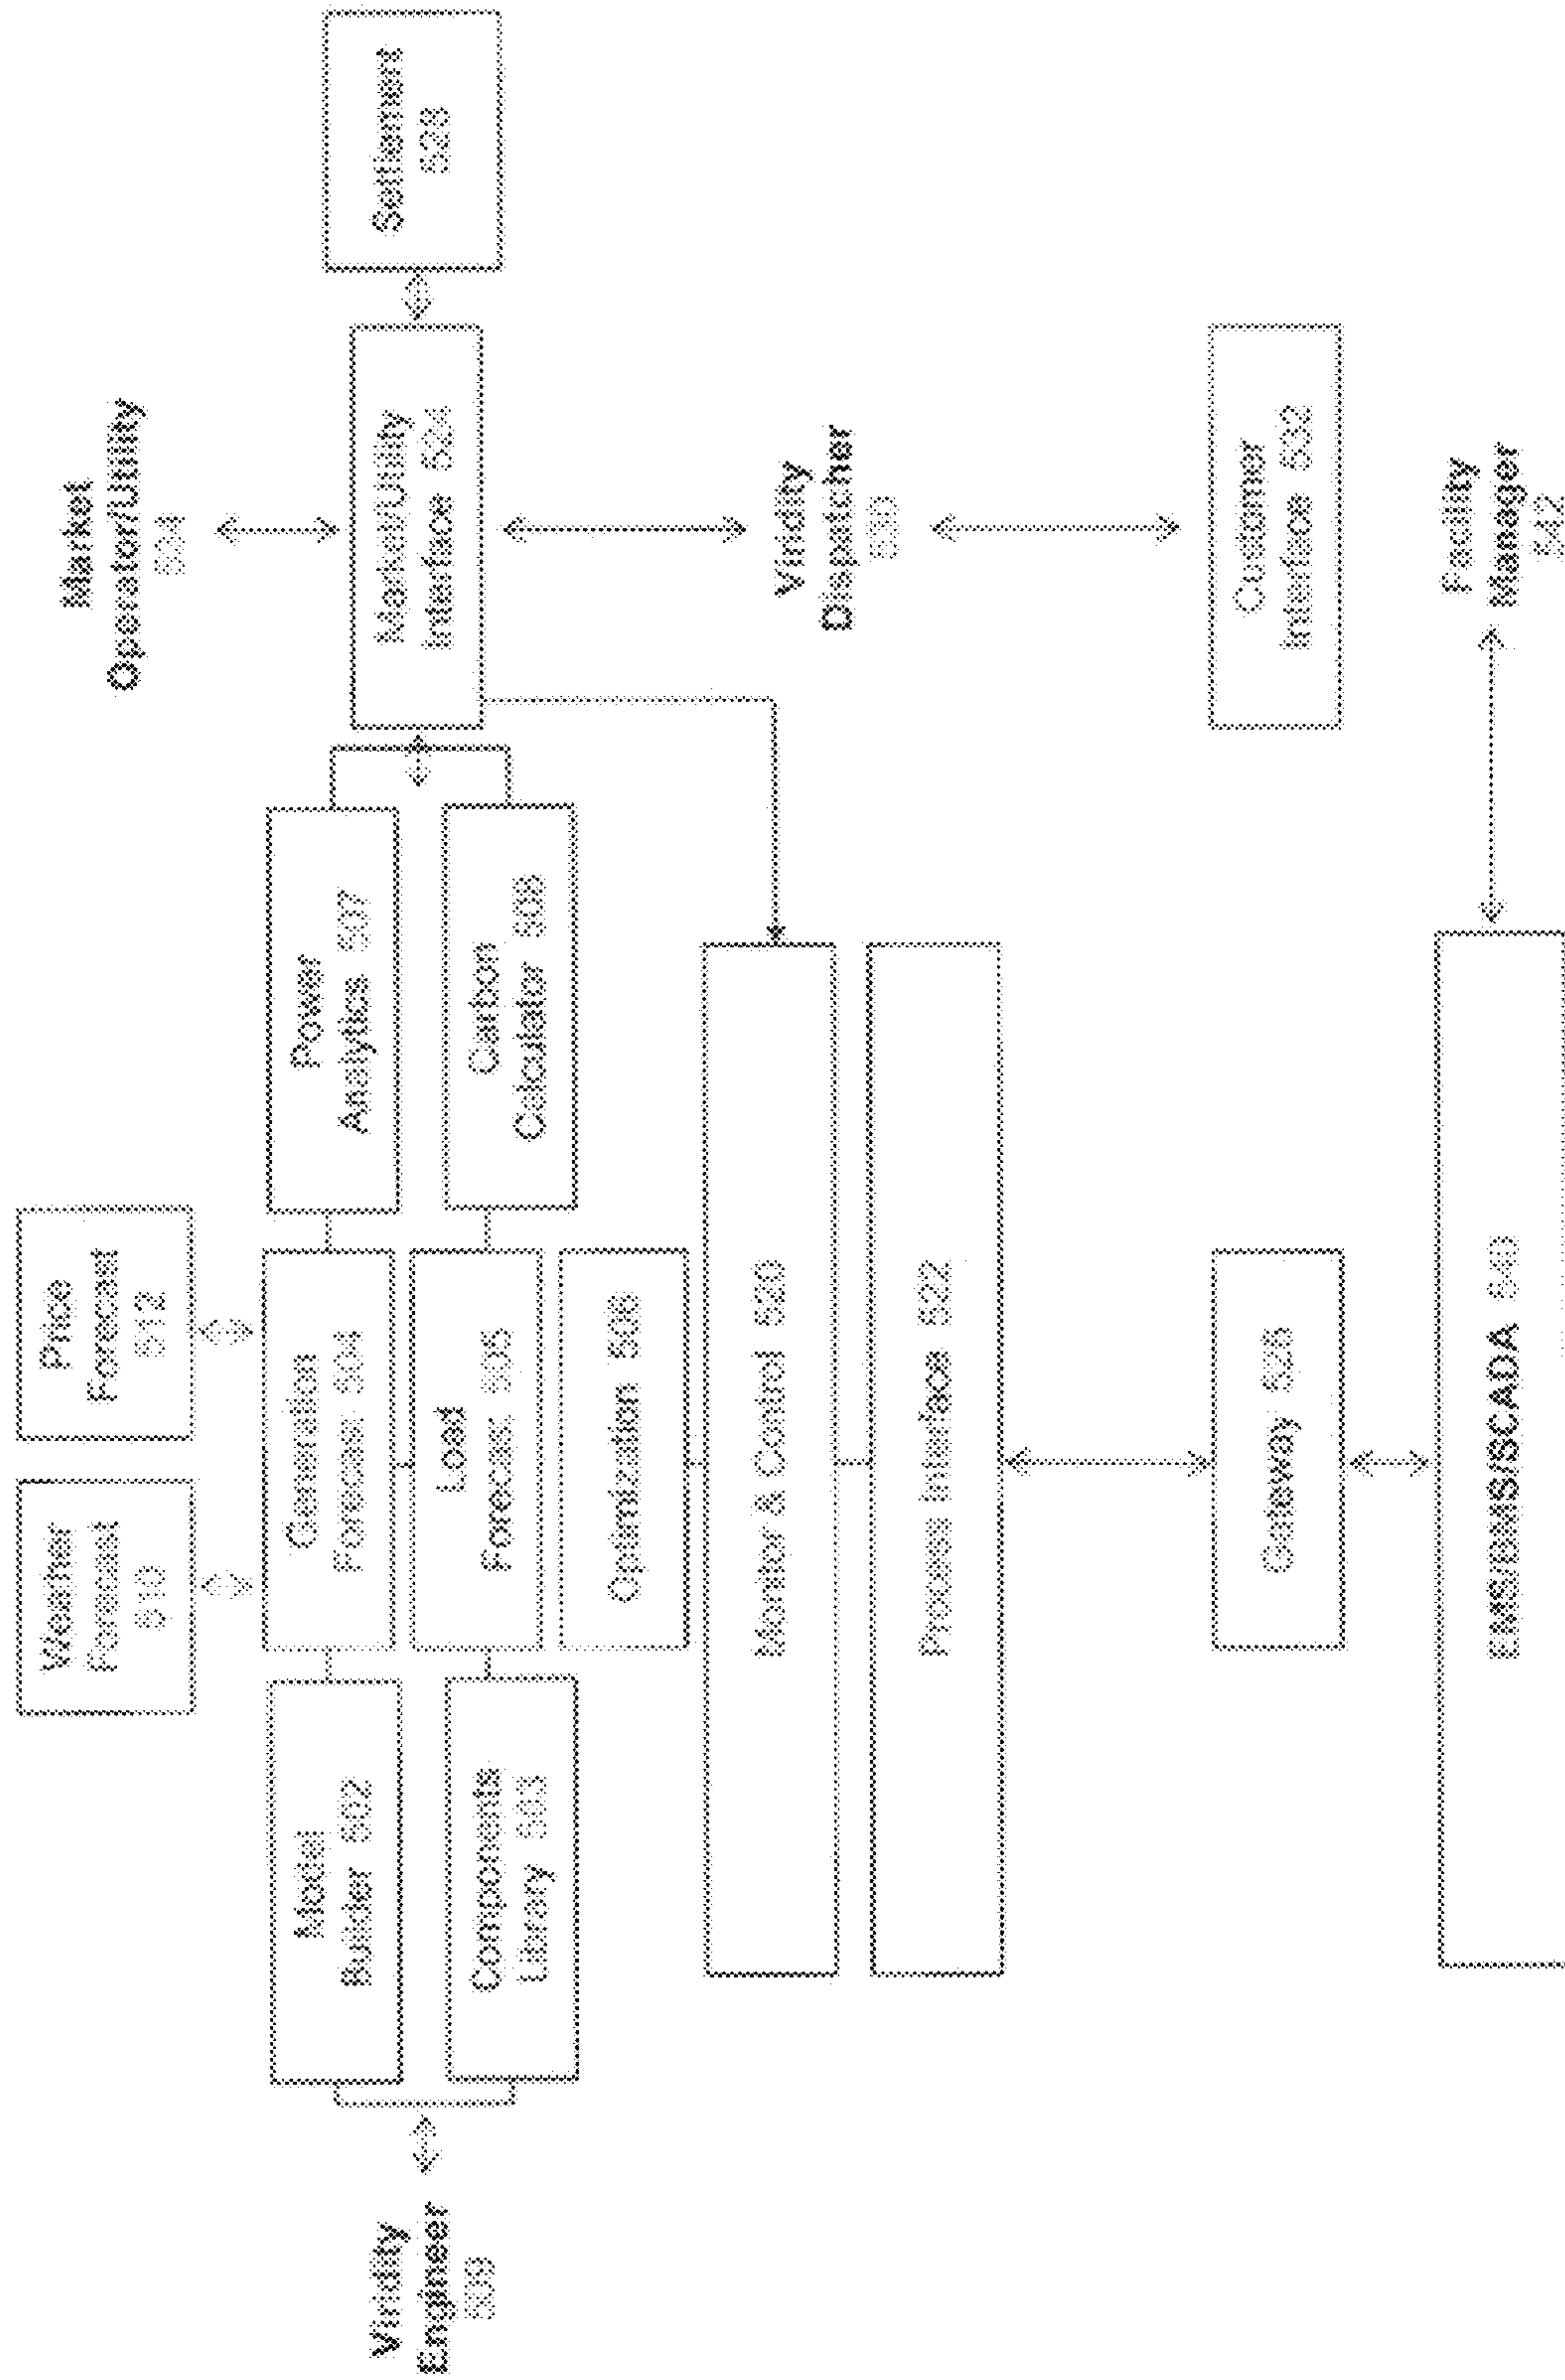 Weather
Forecast
510
Price
Forecast
512
Market
Operator/Utility
534
Viridity
Engineer
509
Model
Builder 502
Generation
Forecast 504
Power
Analytics 507
Market/Utility
Interface 524
Settlement
528
Components
Library 503
Load
Forecast 505
Carbon
Calculator 508
Optimization 506
Monitor & Control 520
Viridity
Dispatcher
530
Process Interface 522
Gateway 526
Customer
Interface 532
EMS/BMS/SCADA 540
Facility
Manager
542